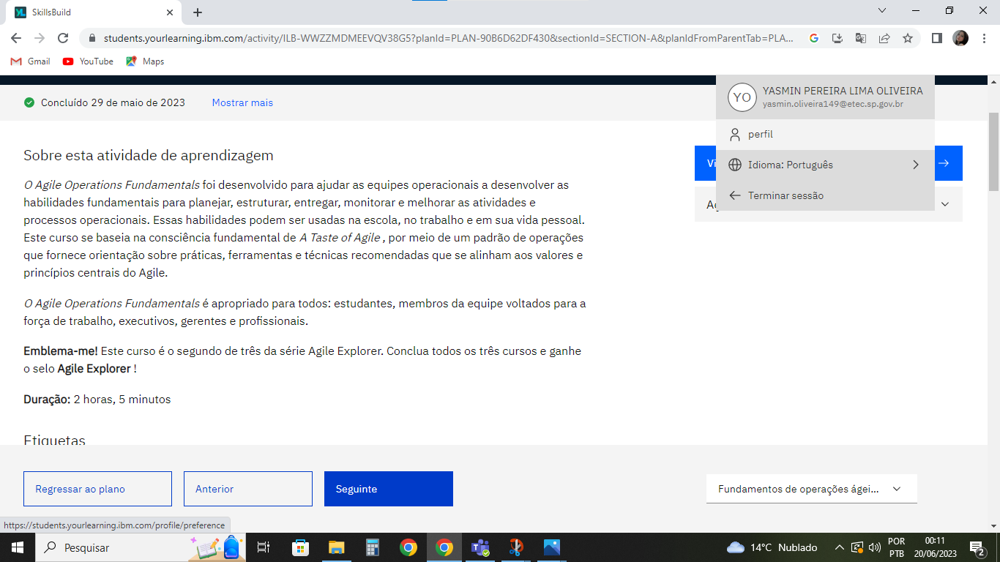 SkillsBuild
students.yourlearning.ibm.com/activity/ILB-WWZZMDMEEVQV38G5?planId=PLAN-90B6D62DF430&sectionId=SECTION-A&planIdFromParentTab=PLA...
Gmail
YouTube
Maps
Concluído 29 de maio de 2023
Mostrar mais
YO
YASMIN PEREIRA LIMA OLIVEIRA
yasmin.oliveira149@etec.sp.gov.br
perfil
Idioma: Português
Terminar sessão
Sobre esta atividade de aprendizagem
O Agile Operations Fundamentals foi desenvolvido para ajudar as equipes operacionais a desenvolver as
habilidades fundamentais para planejar, estruturar, entregar, monitorar e melhorar as atividades e
processos operacionais. Essas habilidades podem ser usadas na escola, no trabalho e em sua vida pessoal.
Este curso se baseia na consciência fundamental de A Taste of Agile , por meio de um padrão de operações
que fornece orientação sobre práticas, ferramentas e técnicas recomendadas que se alinham aos valores e
princípios centrais do Agile.
O Agile Operations Fundamentals é apropriado para todos: estudantes, membros da equipe voltados para a
força de trabalho, executivos, gerentes e profissionais.
Emblema-me! Este curso é o segundo de três da série Agile Explorer. Conclua todos os três cursos e ganhe
o selo Agile Explorer !
Duração: 2 horas, 5 minutos
Etiquetas
Regressar ao plano
Anterior
Seguinte
Fundamentos de operações ágei...
https://students.yourlearning.ibm.com/profile/preference
Pesquisar
14°C Nublado
POR
PTB
00:11
20/06/2023
2